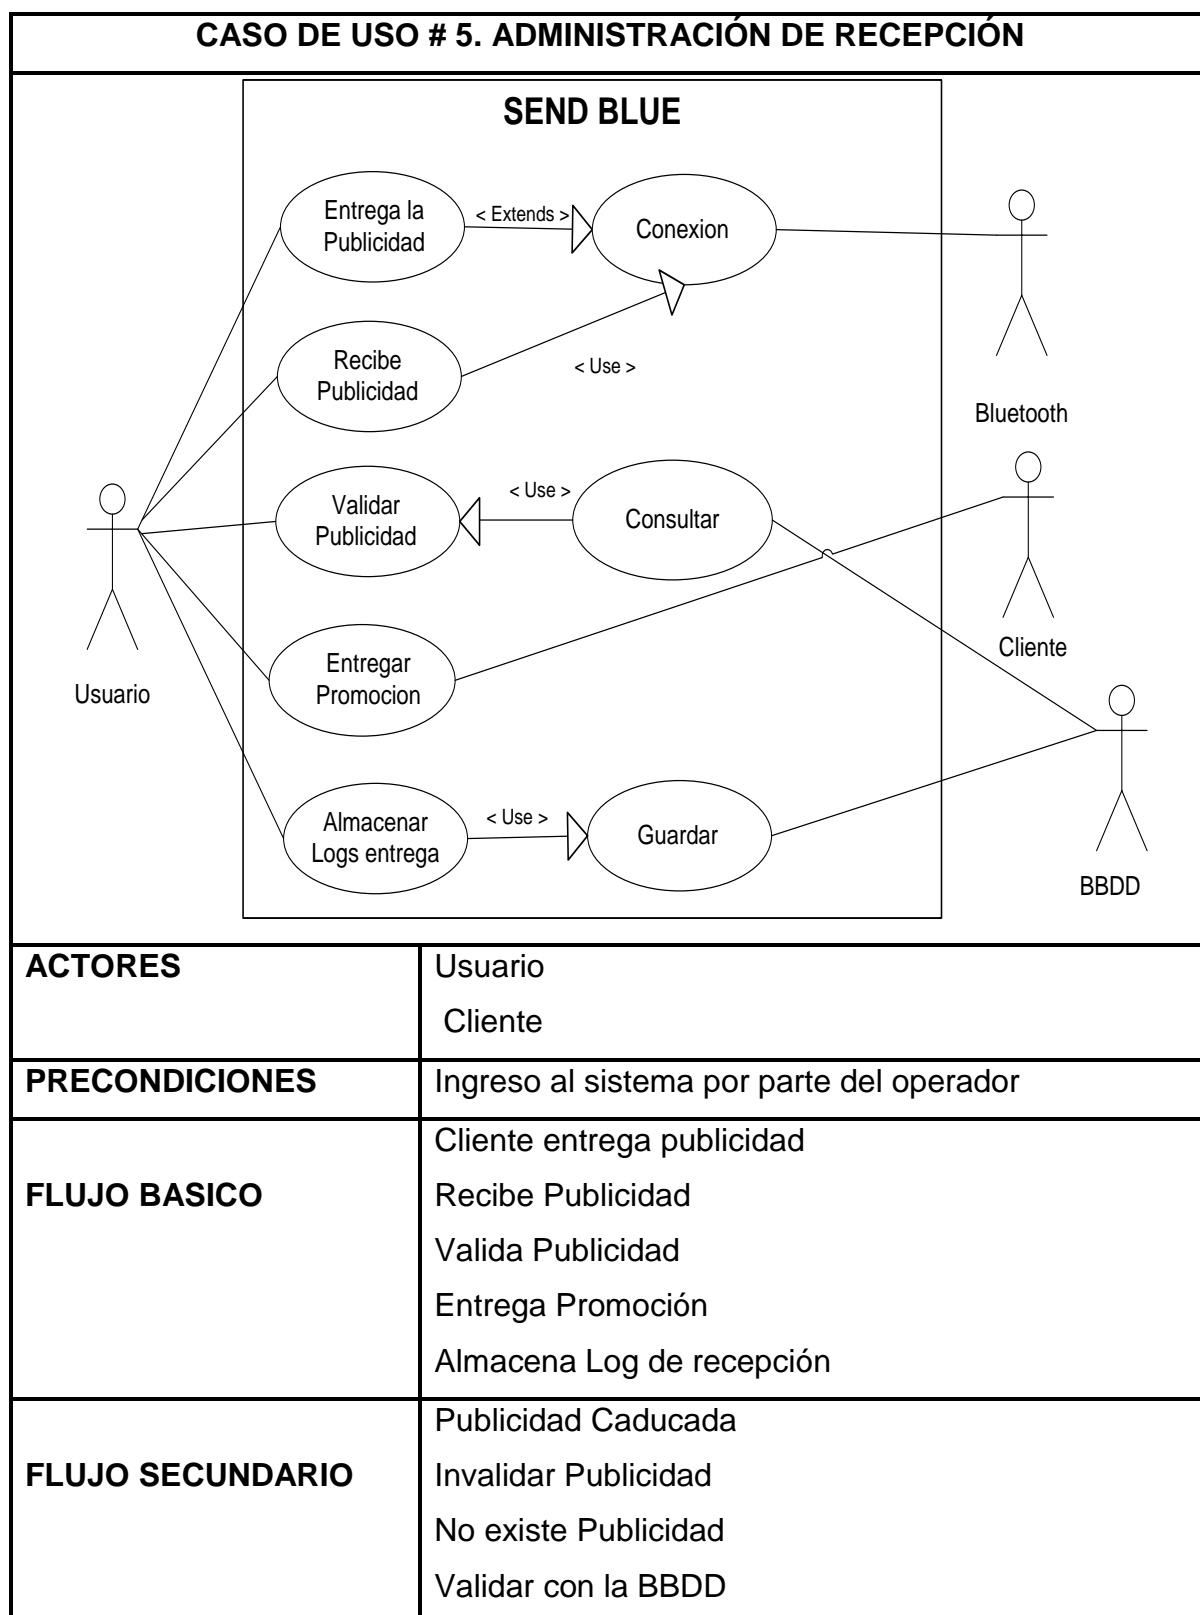 CASO DE USO # 5. ADMINISTRACIÓN DE RECEPCIÓN
SEND BLUE
Entrega la
Publicidad
< Extends >
Conexion
Recibe
Publicidad
< Use >
Bluetooth
Validar
Publicidad
< Use >
Consultar
Cliente
Usuario
Entregar
Promocion
Almacenar
Logs entrega
< Use >
Guardar
BBDD
ACTORES
Usuario
Cliente
PRECONDICIONES
Ingreso al sistema por parte del operador
FLUJO BASICO
Cliente entrega publicidad
Recibe Publicidad
Valida Publicidad
Entrega Promoción
Almacena Log de recepción
FLUJO SECUNDARIO
Publicidad Caducada
Invalidar Publicidad
No existe Publicidad
Validar con la BBDD